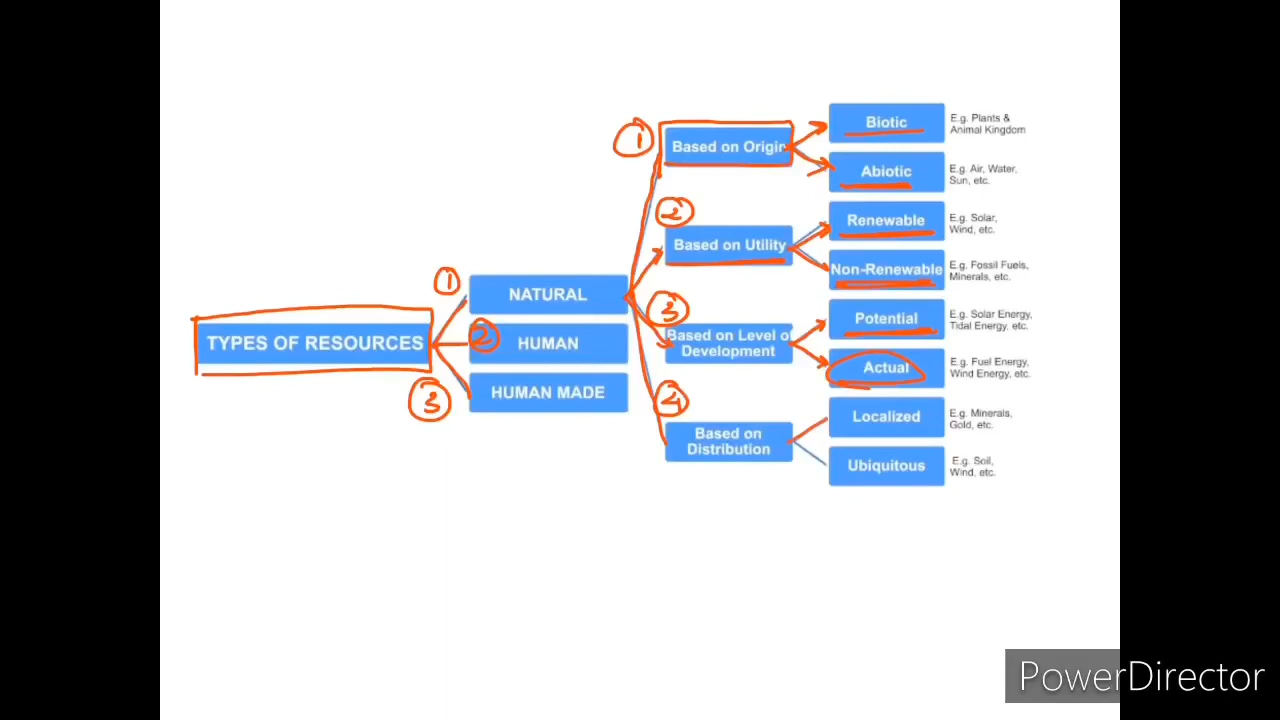 TYPES OF RESOURCES
1
NATURAL
2
HUMAN
3
HUMAN MADE
1
Based on Origin
Biotic
E.g. Plants &
Animal Kingdom
Abiotic
E.g. Air, Water,
Sun, etc.
2
Based on Utility
Renewable
E.g. Solar,
Wind, etc.
Non-Renewable
E.g. Fossil Fuels,
Minerals, etc.
3
Based on Level of
Development
Potential
E.g. Solar Energy,
Tidal Energy, etc.
Actual
E.g. Fuel Energy,
Wind Energy, etc.
4
Based on
Distribution
Localized
E.g. Minerals,
Gold, etc.
Ubiquitous
E.g. Soil,
Wind, etc.
PowerDirector